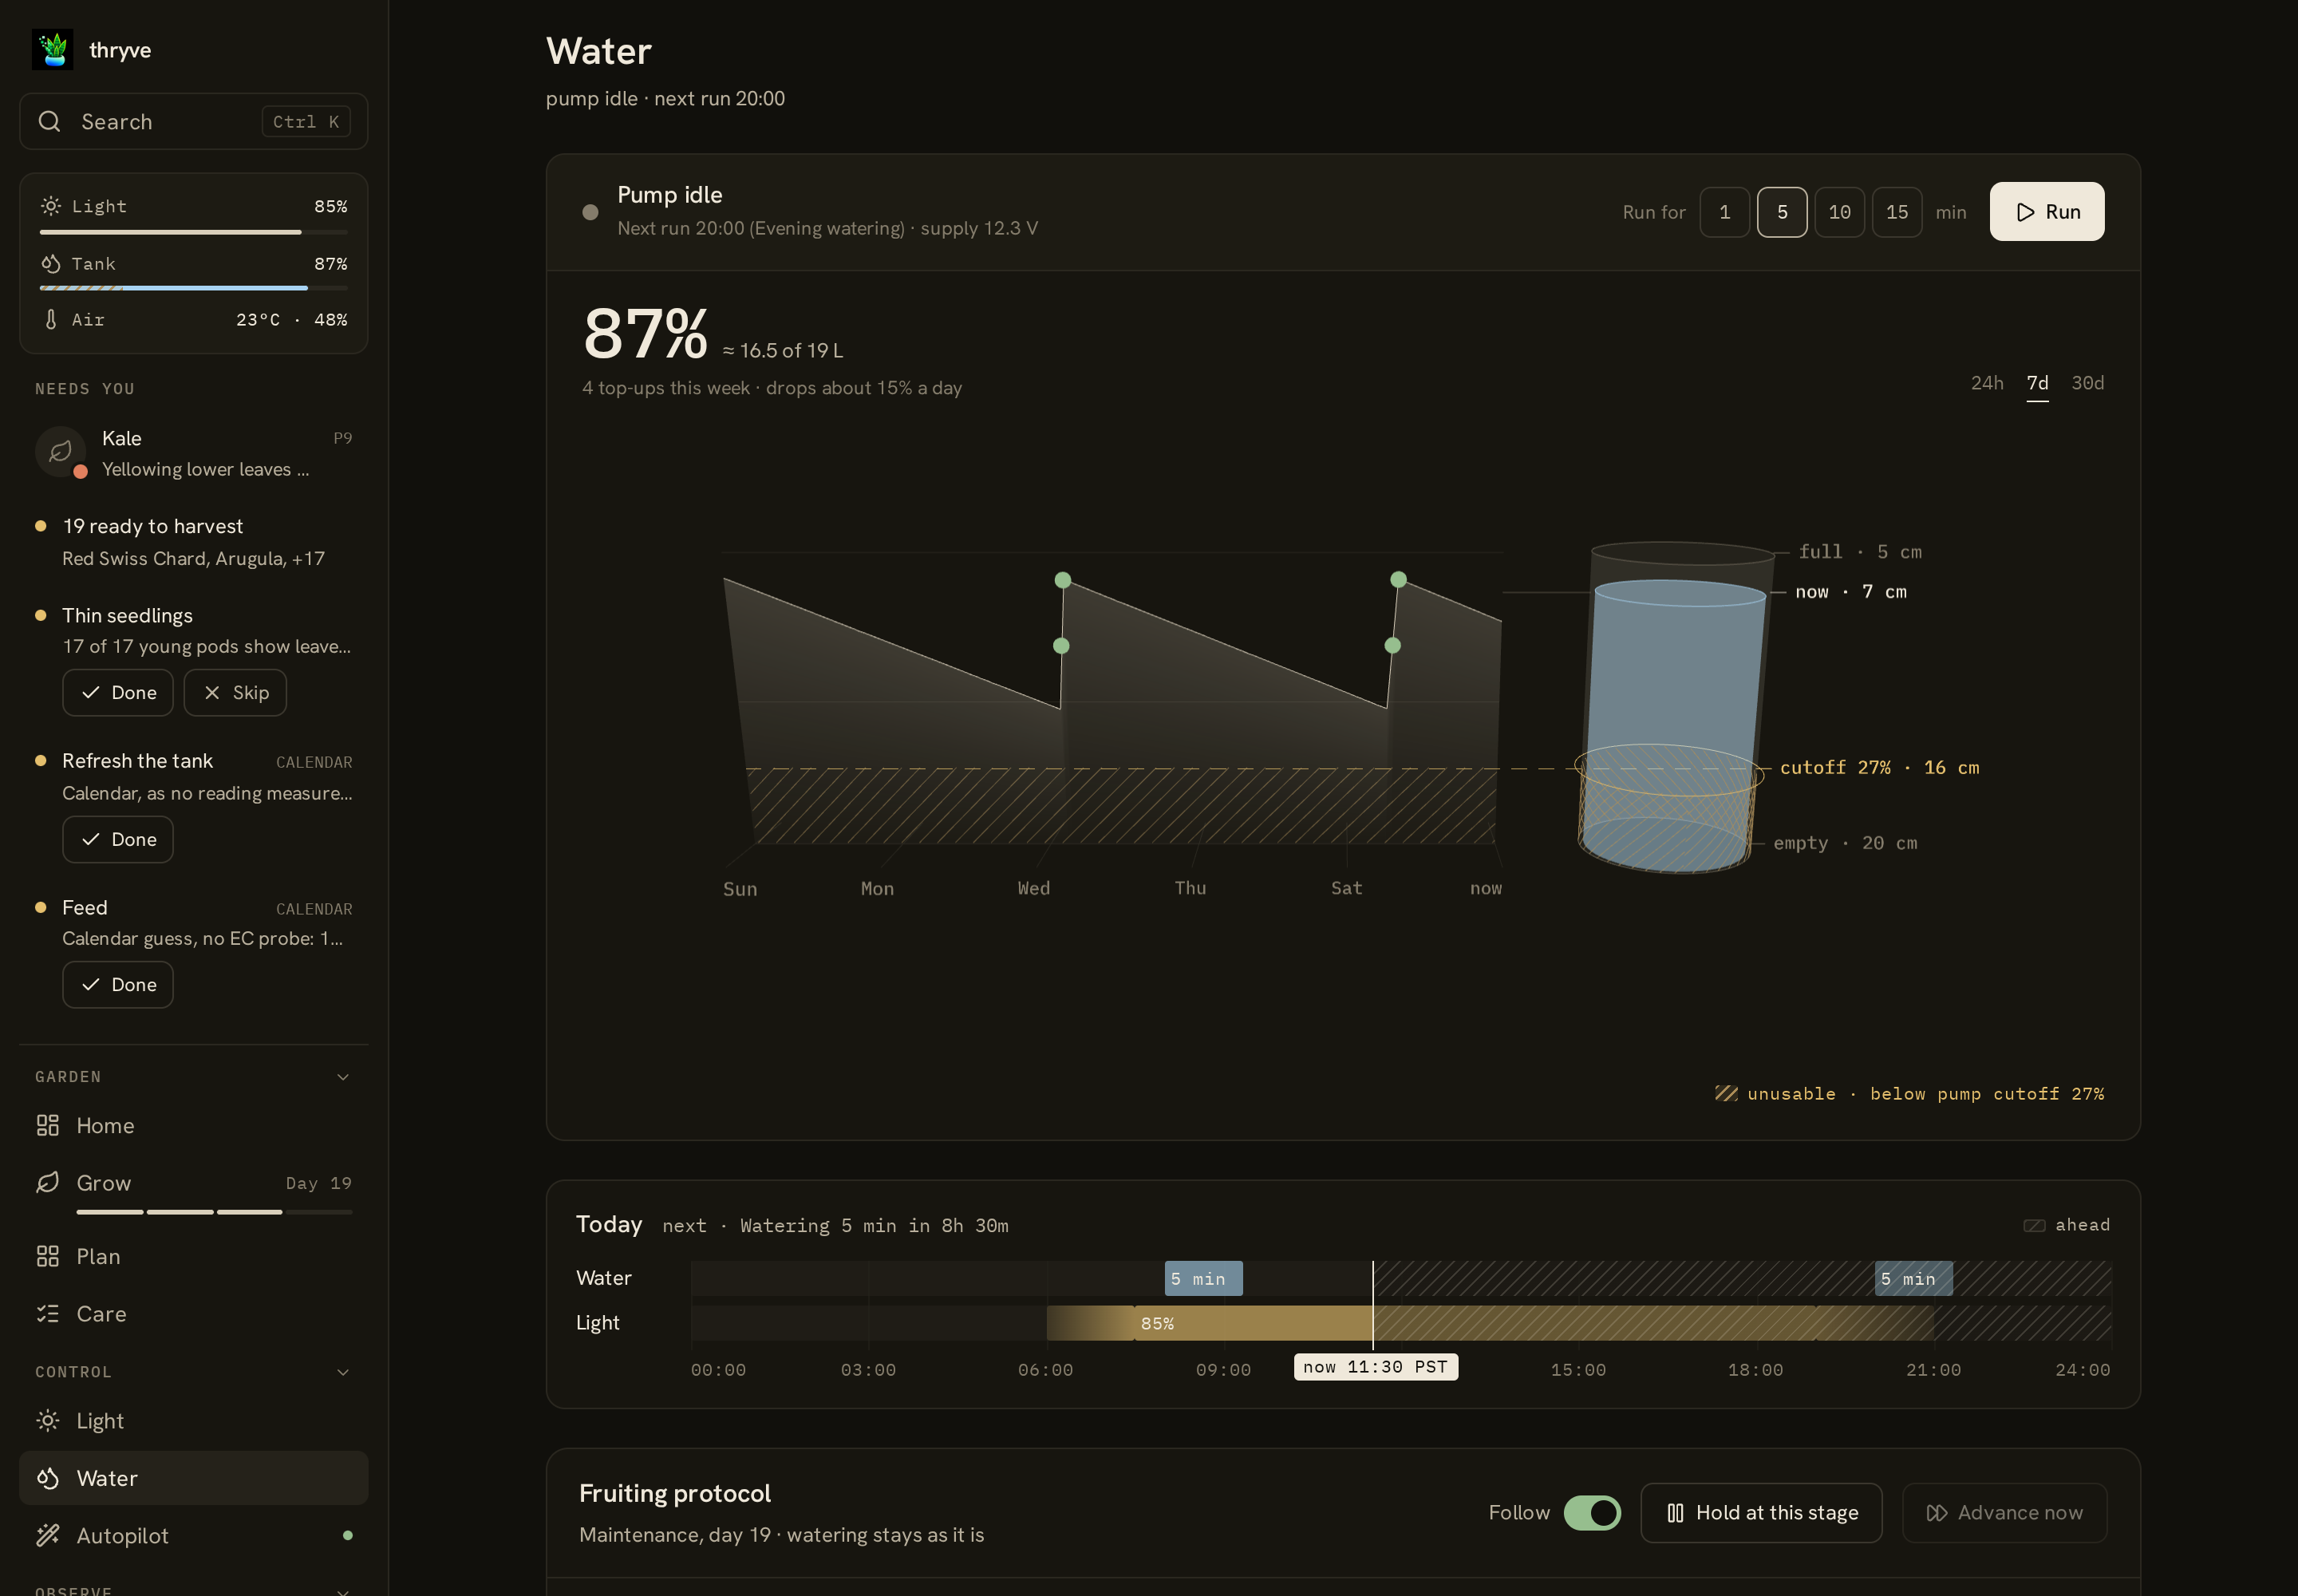 thryve
Search Ctrl K
Light 85%
Tank 87%
Air 23°C · 48%
NEEDS YOU
Kale P9
Yellowing lower leaves ...
19 ready to harvest
Red Swiss Chard, Arugula, +17
Thin seedlings
17 of 17 young pods show leave...
Done Skip
Refresh the tank CALENDAR
Calendar, as no reading measure...
Done
Feed CALENDAR
Calendar guess, no EC probe: 1...
Done
GARDEN
Home
Grow Day 19
Plan
Care
CONTROL
Light
Water
Autopilot
OBSERVE
Water
pump idle · next run 20:00
Pump idle
Next run 20:00 (Evening watering) · supply 12.3 V
Run for 1 5 10 15 min Run
87% ≈ 16.5 of 19 L
4 top-ups this week · drops about 15% a day
24h 7d 30d
full · 5 cm
now · 7 cm
cutoff 27% · 16 cm
empty · 20 cm
Sun Mon Wed Thu Sat now
unusable · below pump cutoff 27%
Today next · Watering 5 min in 8h 30m ahead
Water 5 min 5 min
Light 85%
00:00 03:00 06:00 09:00 now 11:30 PST 15:00 18:00 21:00 24:00
Fruiting protocol
Maintenance, day 19 · watering stays as it is
Follow Hold at this stage Advance now